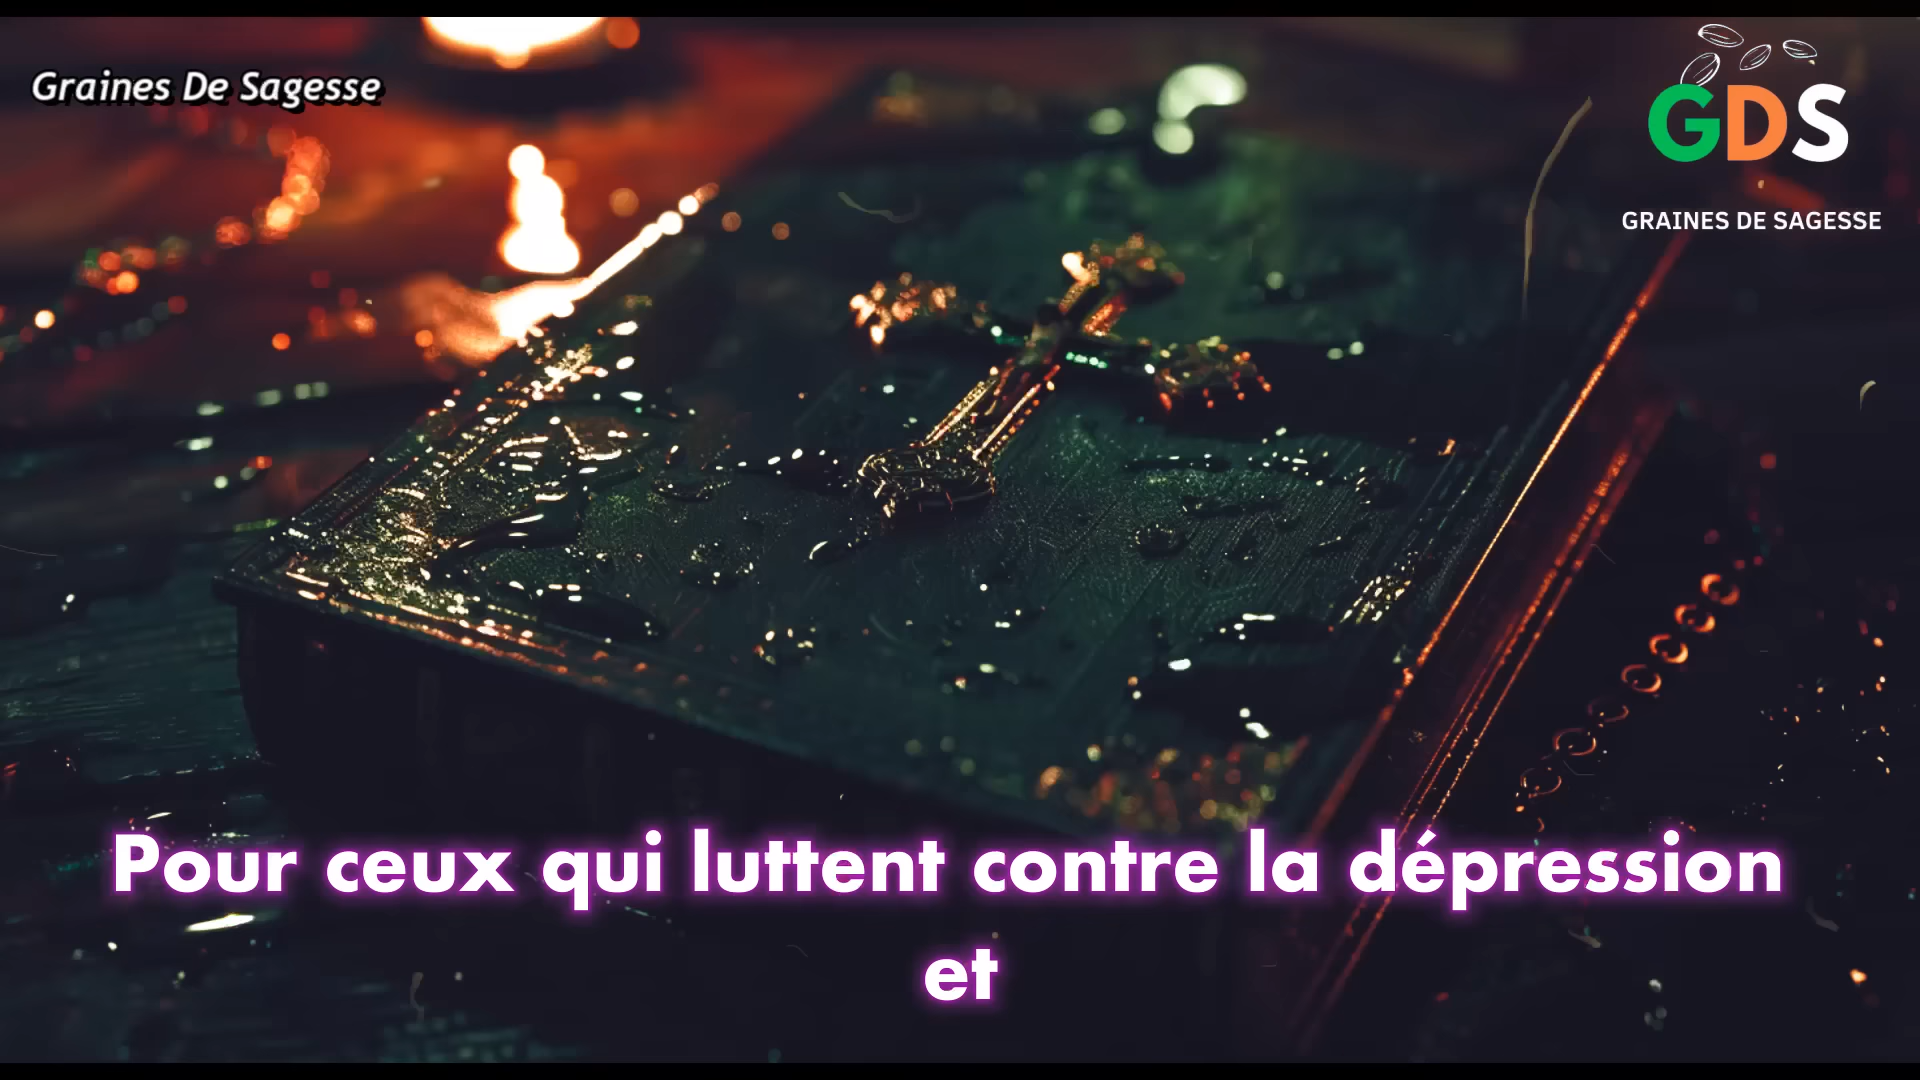 Graines De Sagesse
GDS
GRAINES DE SAGESSE
Pour ceux qui luttent contre la dépression
et